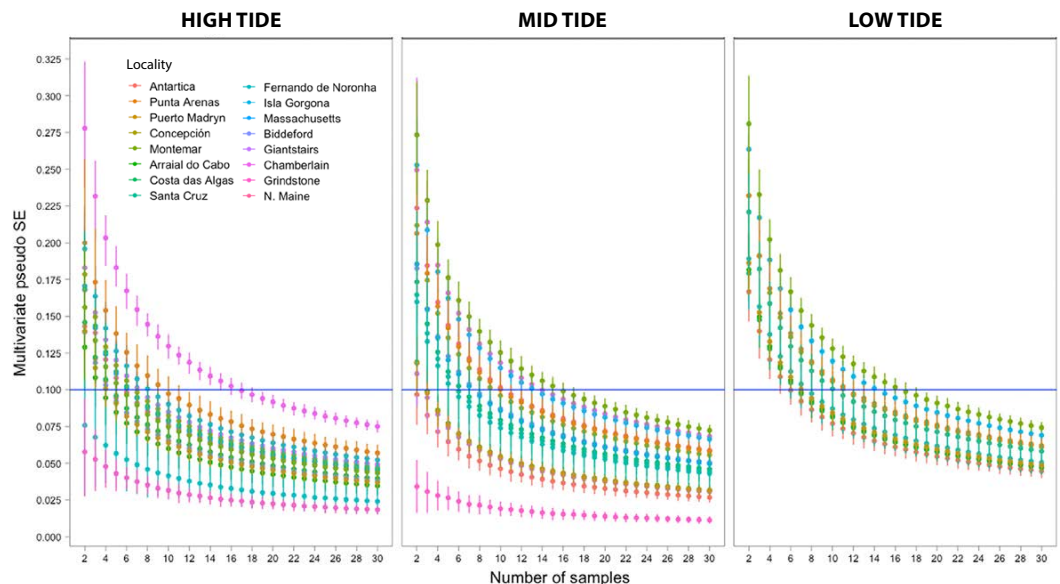 HIGH TIDE MID TIDE LOW TIDE
Multivariate pseudo SE
0.325
0.300
0.275
0.250
0.225
0.200
0.175
0.150
0.125
0.100
0.075
0.050
0.025
0.000
Locality
Antartica
Punta Arenas
Puerto Madryn
Concepción
Montemar
Arraial do Cabo
Costa das Algas
Santa Cruz
Fernando de Noronha
Isla Gorgona
Massachusetts
Biddeford
Giantstairs
Chamberlain
Grindstone
N. Maine
2 4 6 8 10 12 14 16 18 20 22 24 26 28 30
2 4 6 8 10 12 14 16 18 20 22 24 26 28 30
2 4 6 8 10 12 14 16 18 20 22 24 26 28 30
Number of samples